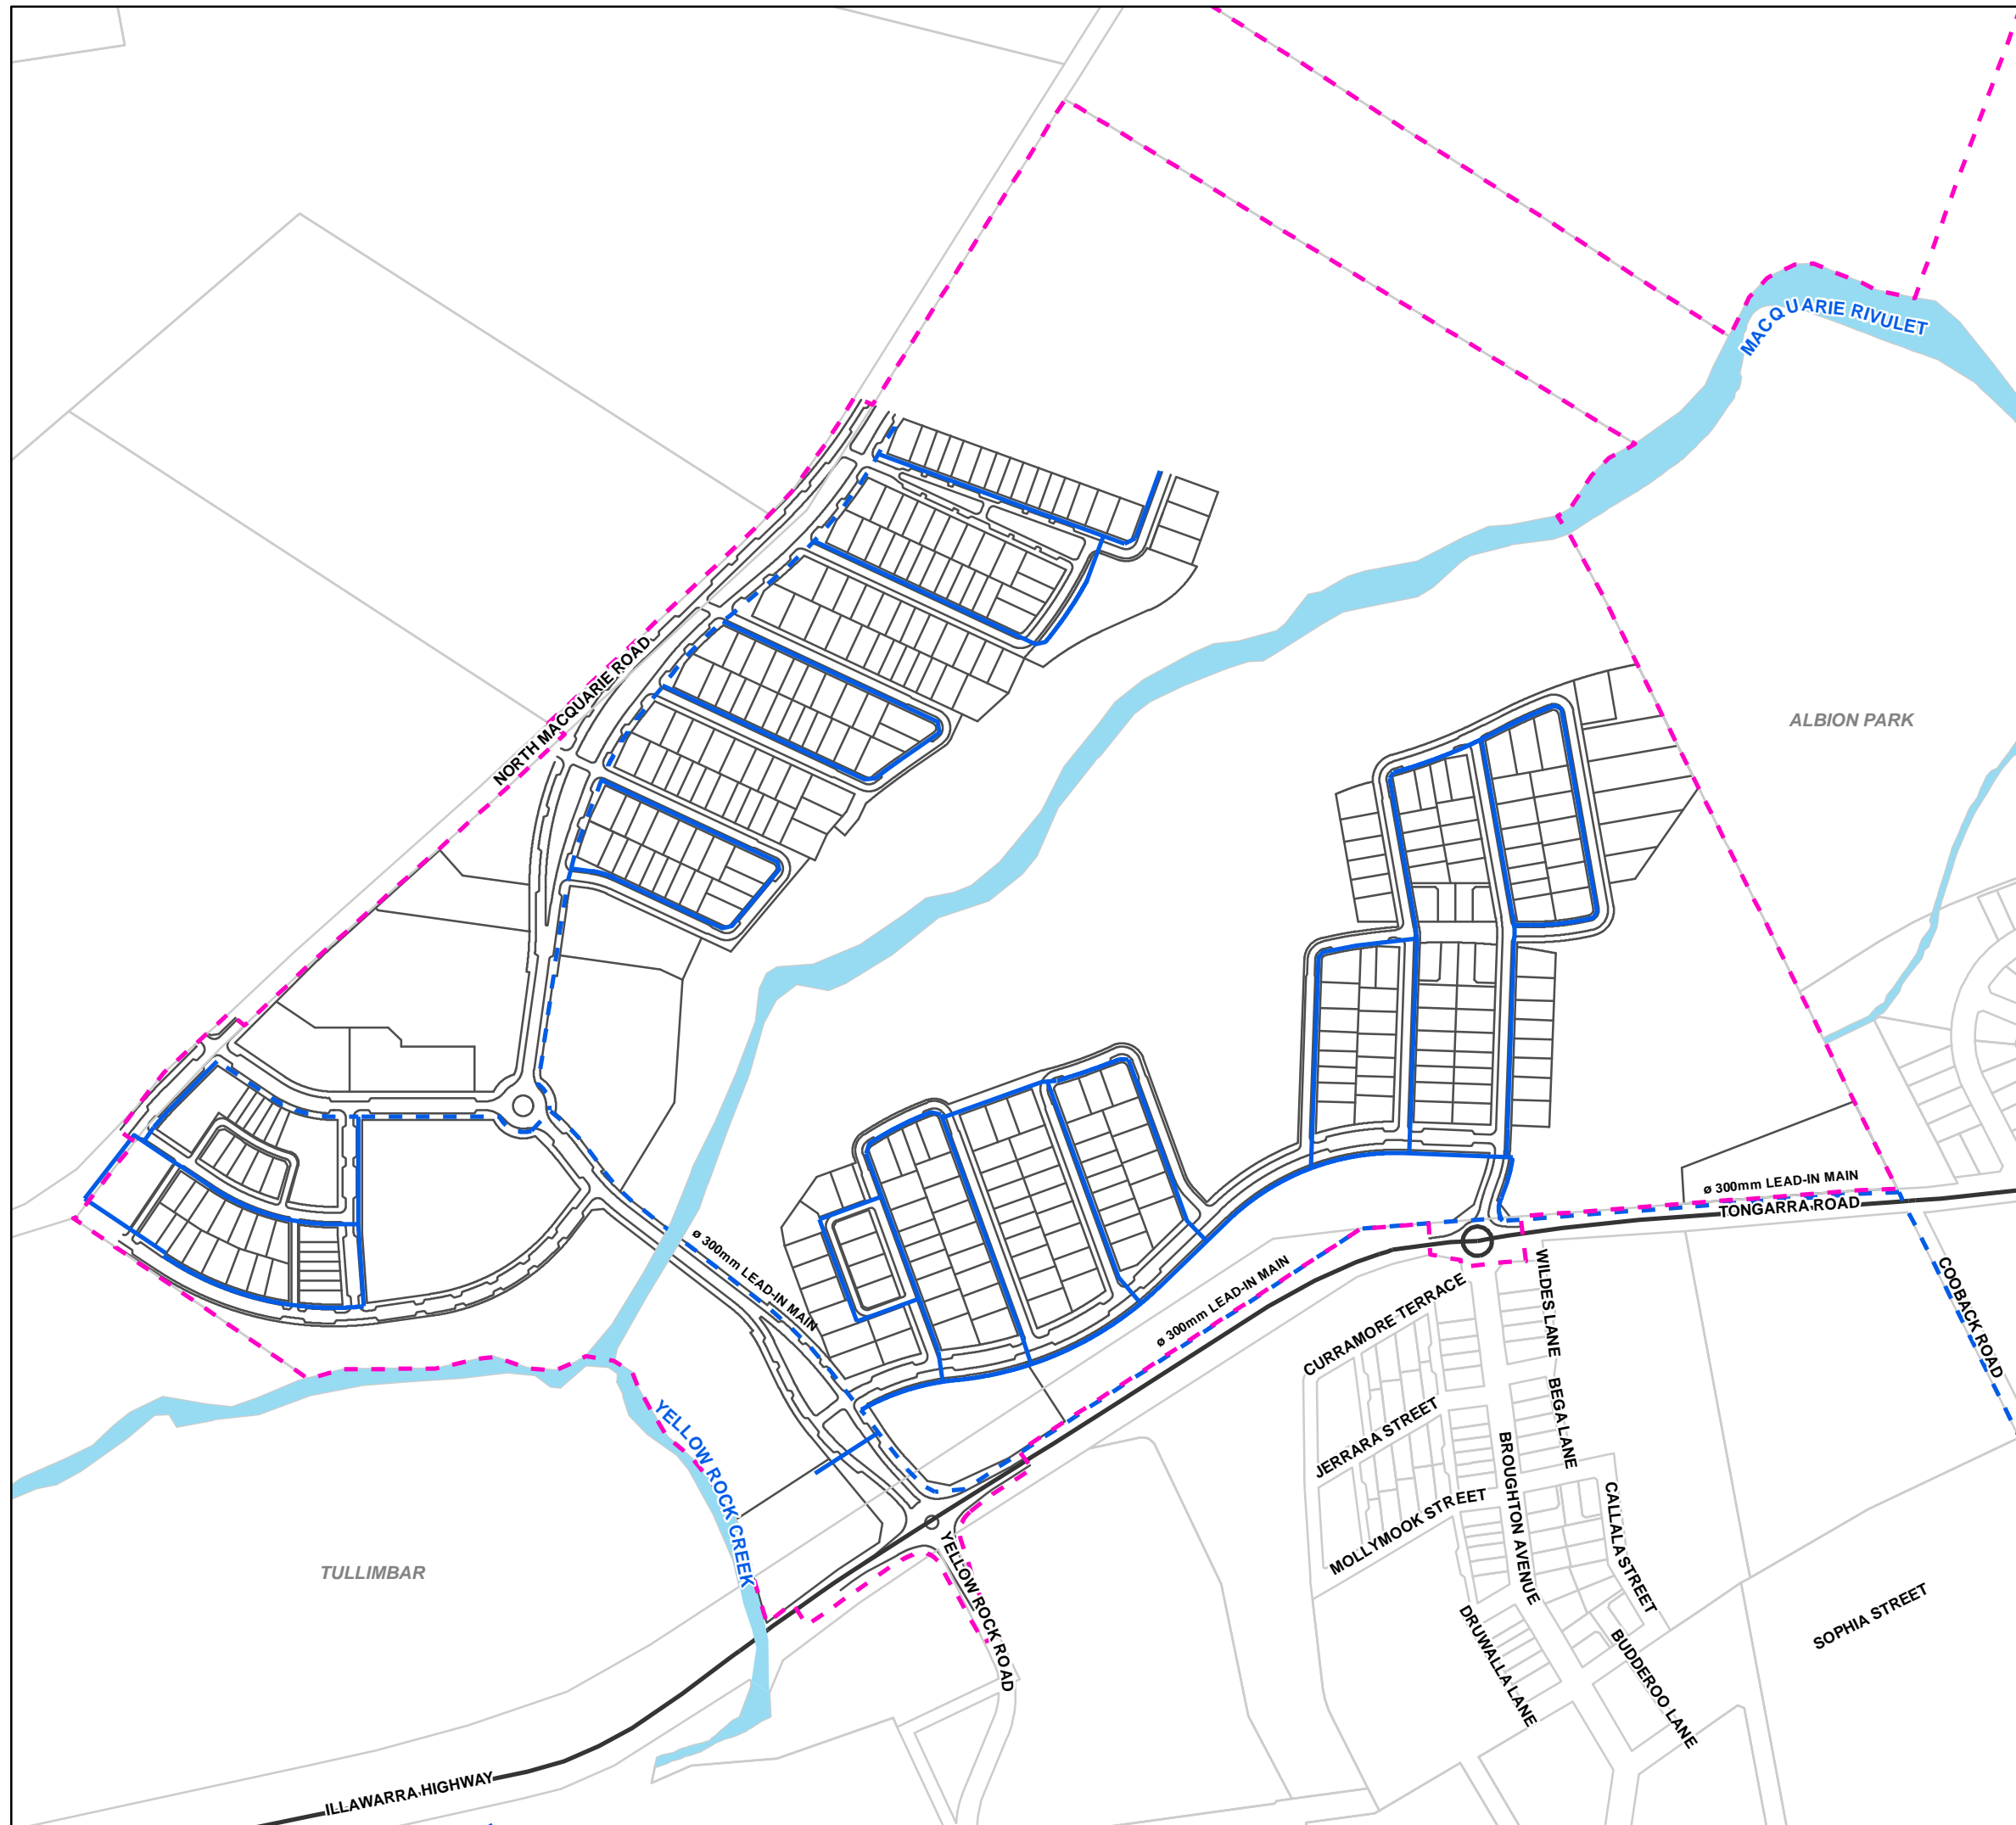 MACQUARIE RIVULET
NORTH MACQUARIE ROAD
ALBION PARK
ø 300mm LEAD-IN MAIN
TONGARRA ROAD
ø 300mm LEAD-IN MAIN
ø 300mm LEAD-IN MAIN
WILDES LANE
COOBACK ROAD
CURRAMORE TERRACE
BEGA LANE
JERRARA STREET
YELLOW ROCK CREEK
BROUGHTON AVENUE
MOLLYMOOK STREET
CALLALA STREET
TULLIMBAR
YELLOW ROCK ROAD
SOPHIA STREET
DRUWALLA LANE
BUDDEROO LANE
ILLAWARRA HIGHWAY